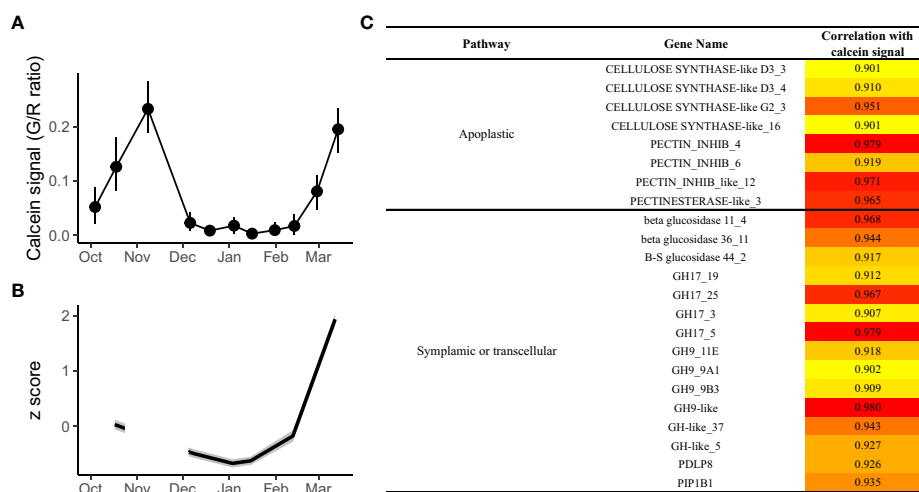 A
Calcein signal (G/R ratio)
0.2
0.1
0.0
Oct Nov Dec Jan Feb Mar
B
z score
2
1
0
Oct Nov Dec Jan Feb Mar
C
Pathway Gene Name Correlation with calcein signal
Apoplastic
CELLULOSE SYNTHASE-like D3_3 0.901
CELLULOSE SYNTHASE-like D3_4 0.910
CELLULOSE SYNTHASE-like G2_3 0.951
CELLULOSE SYNTHASE-like_16 0.901
PECTIN_INHIB_4 0.979
PECTIN_INHIB_6 0.919
PECTIN_INHIB_like_12 0.971
PECTINESTERASE-like_3 0.965
Symplamic or transcellular
beta glucosidase 11_4 0.968
beta glucosidase 36_11 0.944
B-S glucosidase 44_2 0.917
GH17_19 0.912
GH17_25 0.967
GH17_3 0.907
GH17_5 0.979
GH9_11E 0.918
GH9_9A1 0.902
GH9_9B3 0.909
GH9-like 0.980
GH-like_37 0.943
GH-like_5 0.927
PDLP8 0.926
PIP1B1 0.935